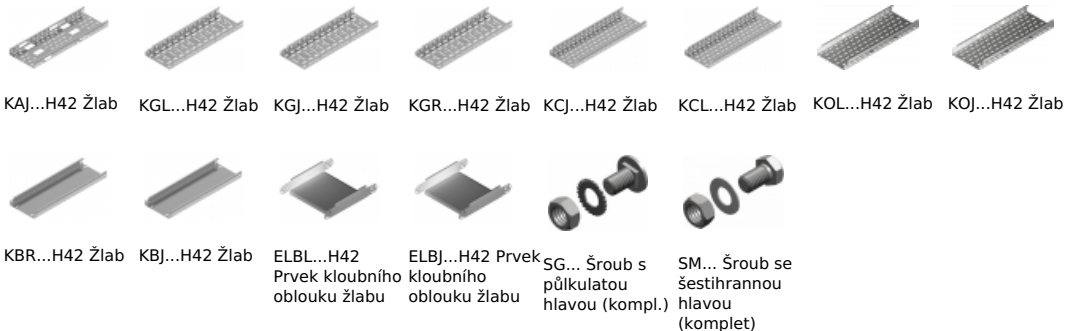 KAJ...H42 Žlab
KGL...H42 Žlab
KGJ...H42 Žlab
KGR...H42 Žlab
KCJ...H42 Žlab
KCL...H42 Žlab
KOL...H42 Žlab
KOJ...H42 Žlab
KBR...H42 Žlab
KBJ...H42 Žlab
ELBL...H42
Prvek kloubního
oblouku žlabu
ELBJ...H42 Prvek
kloubního
oblouku žlabu
SG... Šroub s
půlkulatou
hlavou (kompl.)
SM... Šroub se
šestihrannou
hlavou
(komplet)